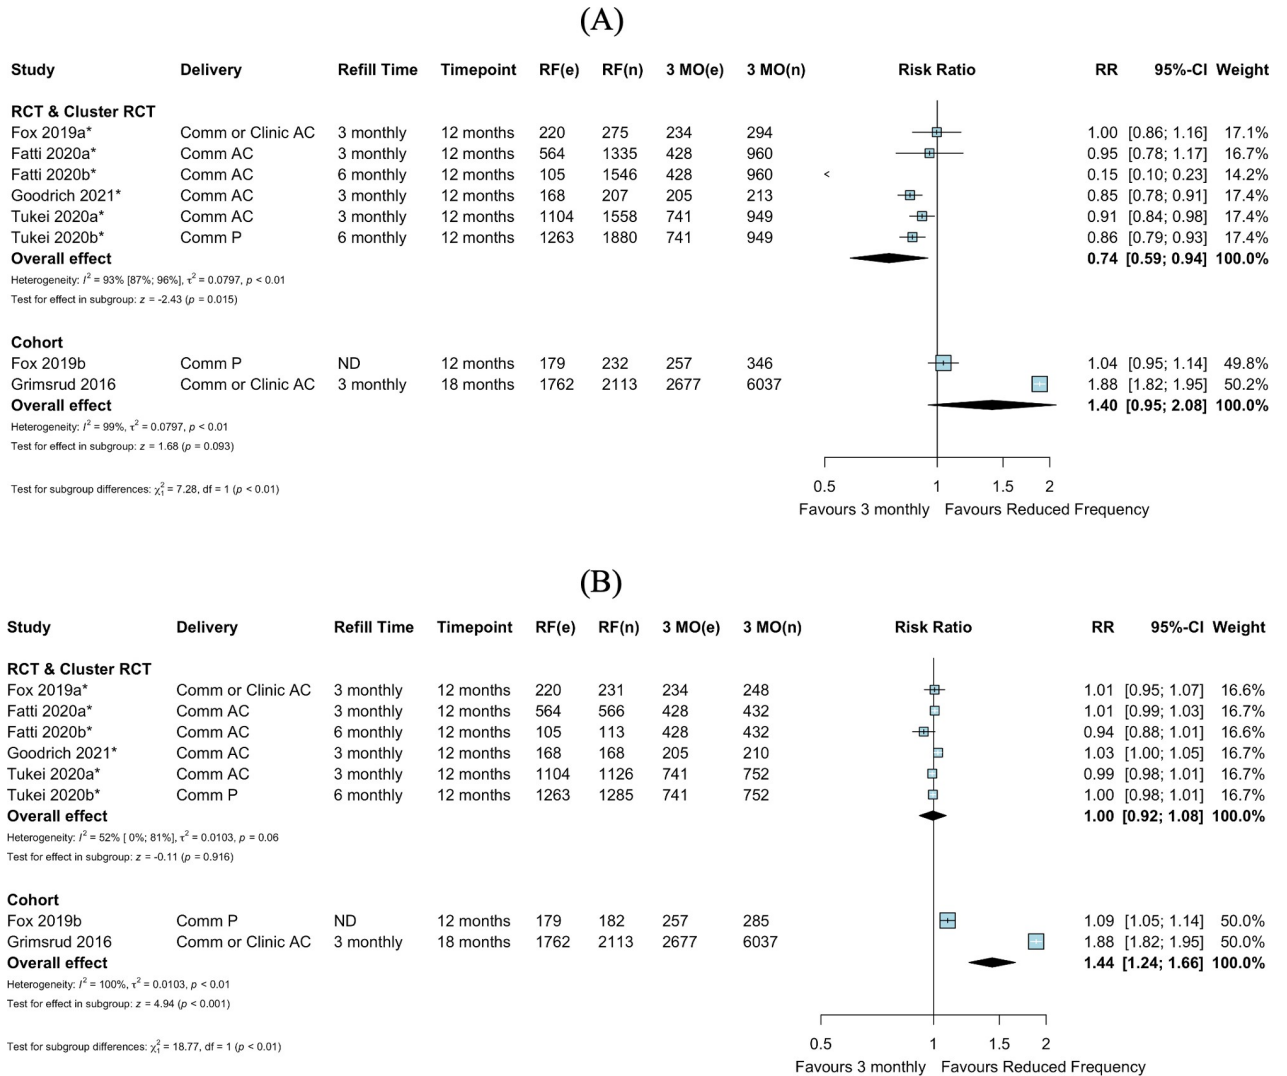 (A)
Study Delivery Refill Time Timepoint RF(e) RF(n) 3 MO(e) 3 MO(n) Risk Ratio RR 95%-CI Weight
RCT & Cluster RCT
Fox 2019a* Comm or Clinic AC 3 monthly 12 months 220 275 234 294 1.00 [0.86; 1.16] 17.1%
Fatti 2020a* Comm AC 3 monthly 12 months 564 1335 428 960 0.95 [0.78; 1.17] 16.7%
Fatti 2020b* Comm AC 6 monthly 12 months 105 1546 428 960 < 0.15 [0.10; 0.23] 14.2%
Goodrich 2021* Comm AC 3 monthly 12 months 168 207 205 213 0.85 [0.78; 0.91] 17.4%
Tukei 2020a* Comm AC 3 monthly 12 months 1104 1558 741 949 0.91 [0.84; 0.98] 17.4%
Tukei 2020b* Comm P 6 monthly 12 months 1263 1880 741 949 0.86 [0.79; 0.93] 17.4%
Overall effect 0.74 [0.59; 0.94] 100.0%
Heterogeneity: I² = 93% [87%; 96%], τ² = 0.0797, p < 0.01
Test for effect in subgroup: z = -2.43 (p = 0.015)
Cohort
Fox 2019b Comm P ND 12 months 179 232 257 346 1.04 [0.95; 1.14] 49.8%
Grimsrud 2016 Comm or Clinic AC 3 monthly 18 months 1762 2113 2677 6037 1.88 [1.82; 1.95] 50.2%
Overall effect 1.40 [0.95; 2.08] 100.0%
Heterogeneity: I² = 99%, τ² = 0.0797, p < 0.01
Test for effect in subgroup: z = 1.68 (p = 0.093)
Test for subgroup differences: χ²₁ = 7.28, df = 1 (p < 0.01)
0.5 1 1.5 2
Favours 3 monthly Favours Reduced Frequency
(B)
Study Delivery Refill Time Timepoint RF(e) RF(n) 3 MO(e) 3 MO(n) Risk Ratio RR 95%-CI Weight
RCT & Cluster RCT
Fox 2019a* Comm or Clinic AC 3 monthly 12 months 220 231 234 248 1.01 [0.95; 1.07] 16.6%
Fatti 2020a* Comm AC 3 monthly 12 months 564 566 428 432 1.01 [0.99; 1.03] 16.7%
Fatti 2020b* Comm AC 6 monthly 12 months 105 113 428 432 0.94 [0.88; 1.01] 16.6%
Goodrich 2021* Comm AC 3 monthly 12 months 168 168 205 210 1.03 [1.00; 1.05] 16.7%
Tukei 2020a* Comm AC 3 monthly 12 months 1104 1126 741 752 0.99 [0.98; 1.01] 16.7%
Tukei 2020b* Comm P 6 monthly 12 months 1263 1285 741 752 1.00 [0.98; 1.01] 16.7%
Overall effect 1.00 [0.92; 1.08] 100.0%
Heterogeneity: I² = 52% [ 0%; 81%], τ² = 0.0103, p = 0.06
Test for effect in subgroup: z = -0.11 (p = 0.916)
Cohort
Fox 2019b Comm P ND 12 months 179 182 257 285 1.09 [1.05; 1.14] 50.0%
Grimsrud 2016 Comm or Clinic AC 3 monthly 18 months 1762 2113 2677 6037 1.88 [1.82; 1.95] 50.0%
Overall effect 1.44 [1.24; 1.66] 100.0%
Heterogeneity: I² = 100%, τ² = 0.0103, p < 0.01
Test for effect in subgroup: z = 4.94 (p < 0.001)
Test for subgroup differences: χ²₁ = 18.77, df = 1 (p < 0.01)
0.5 1 1.5 2
Favours 3 monthly Favours Reduced Frequency